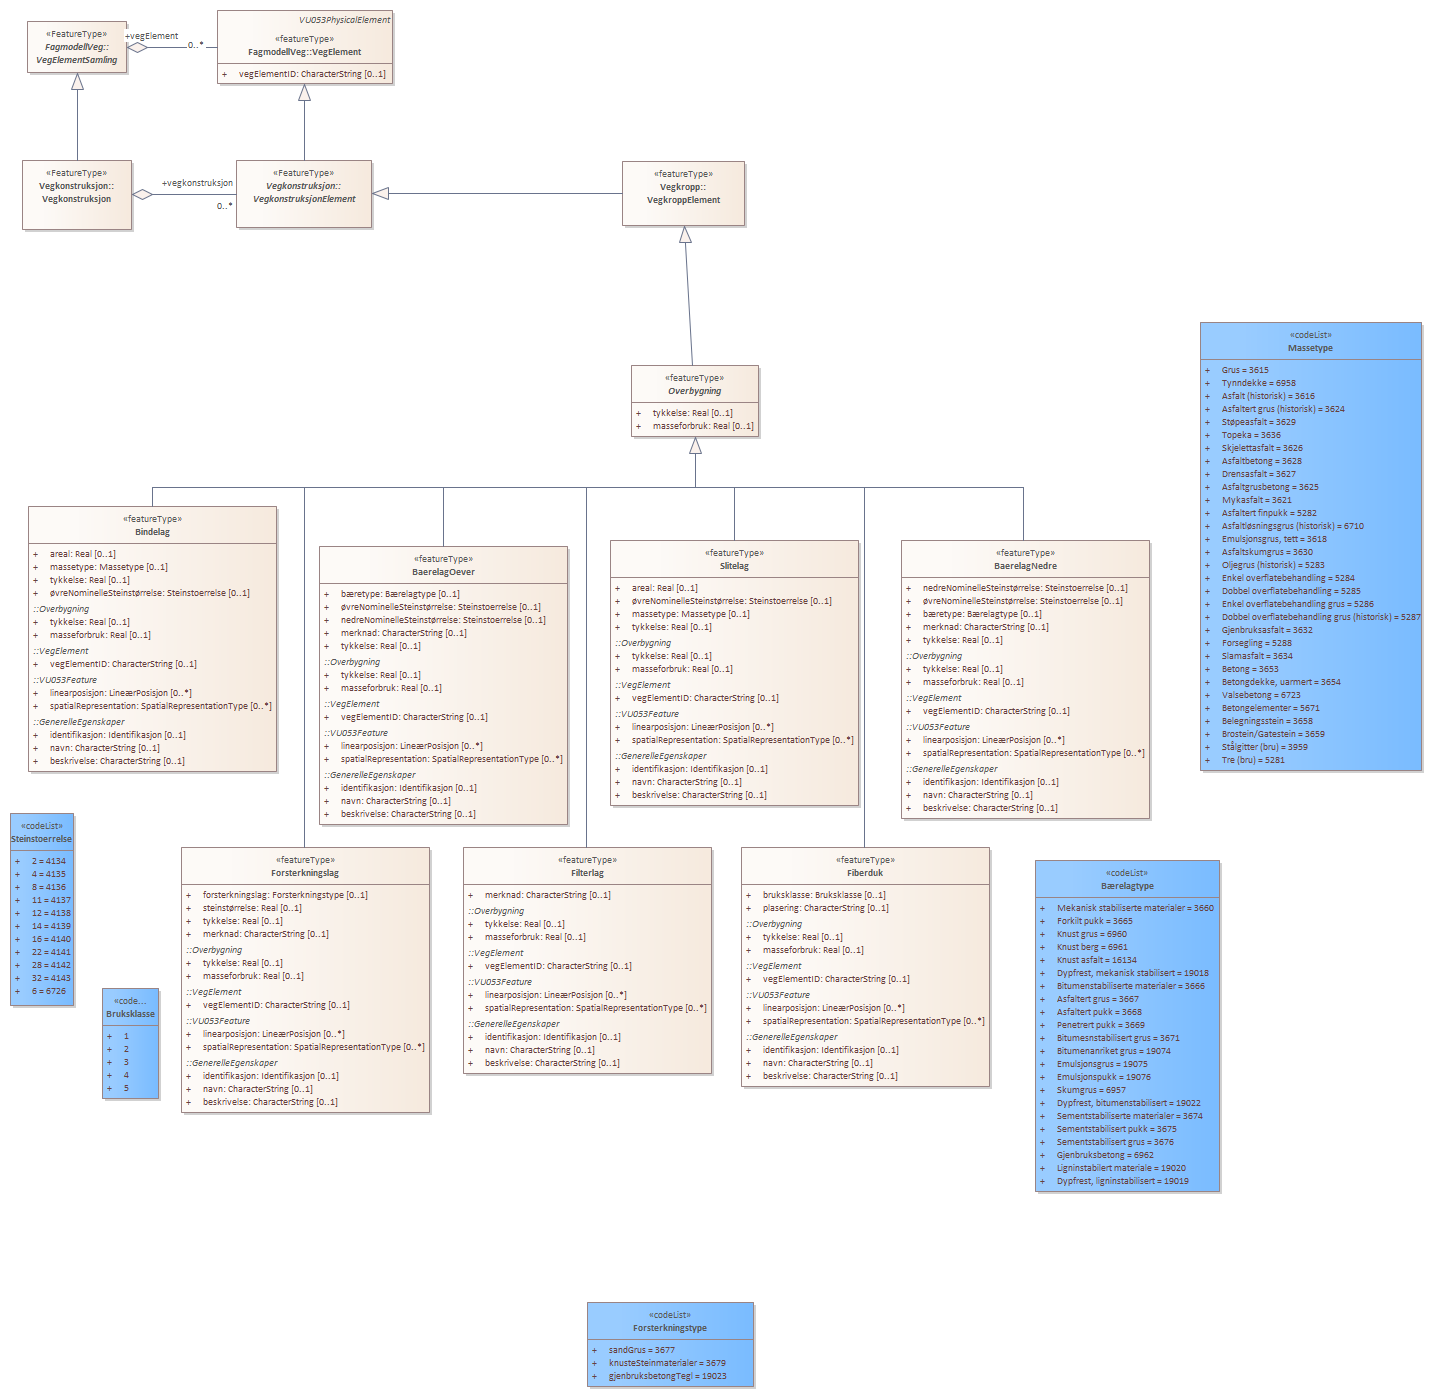 «FeatureType»
FagmodellVeg::
VegElementSamling
+vegElement
0..*
VU053PhysicalElement
«featureType»
FagmodellVeg::VegElement
+ vegElementID: CharacterString [0..1]
«FeatureType»
Vegkonstruksjon::
Vegkonstruksjon
+vegkonstruksjon
0..*
«FeatureType»
Vegkonstruksjon::
VegkonstruksjonElement
«featureType»
Vegkropp::
VegkroppElement
«featureType»
Overbygning
+ tykkelse: Real [0..1]
+ masseforbruk: Real [0..1]
«codeList»
Massetype
+ Grus = 3615
+ Tynndekke = 6958
+ Asfalt (historisk) = 3616
+ Asfaltert grus (historisk) = 3624
+ Støpeasfalt = 3629
+ Topeka = 3636
+ Skjelettasfalt = 3626
+ Asfaltbetong = 3628
+ Drensasfalt = 3627
+ Asfaltgrusbetong = 3625
+ Mykasfalt = 3621
+ Asfaltert finpukk = 5282
+ Asfaltløsningsgrus (historisk) = 6710
+ Emulsjonsgrus, tett = 3618
+ Asfaltskumgrus = 3630
+ Oljegrus (historisk) = 5283
+ Enkel overflatebehandling = 5284
+ Dobbel overflatebehandling = 5285
+ Enkel overflatebehandling grus = 5286
+ Dobbel overflatebehandling grus (historisk) = 5287
+ Gjenbruksasfalt = 3632
+ Forsegling = 5288
+ Slamasfalt = 3634
+ Betong = 3653
+ Betongdekke, uarmert = 3654
+ Valsebetong = 6723
+ Betongelementer = 5671
+ Belegningsstein = 3658
+ Brostein/Gatestein = 3659
+ Stålgitter (bru) = 3959
+ Tre (bru) = 5281
«featureType»
Bindelag
+ areal: Real [0..1]
+ massetype: Massetype [0..1]
+ tykkelse: Real [0..1]
+ øvreNominelleSteinstørrelse: Steinstoerrelse [0..1]
::Overbygning
+ tykkelse: Real [0..1]
+ masseforbruk: Real [0..1]
::VegElement
+ vegElementID: CharacterString [0..1]
::VU053Feature
+ linearposisjon: LineærPosisjon [0..*]
+ spatialRepresentation: SpatialRepresentationType [0..*]
::GenerelleEgenskaper
+ identifikasjon: Identifikasjon [0..1]
+ navn: CharacterString [0..1]
+ beskrivelse: CharacterString [0..1]
«featureType»
BaerelagOever
+ bæretype: Bærelagtype [0..1]
+ øvreNominelleSteinstørrelse: Steinstoerrelse [0..1]
+ nedreNominelleSteinstørrelse: Steinstoerrelse [0..1]
+ merknad: CharacterString [0..1]
+ tykkelse: Real [0..1]
::Overbygning
+ tykkelse: Real [0..1]
+ masseforbruk: Real [0..1]
::VegElement
+ vegElementID: CharacterString [0..1]
::VU053Feature
+ linearposisjon: LineærPosisjon [0..*]
+ spatialRepresentation: SpatialRepresentationType [0..*]
::GenerelleEgenskaper
+ identifikasjon: Identifikasjon [0..1]
+ navn: CharacterString [0..1]
+ beskrivelse: CharacterString [0..1]
«featureType»
Slitelag
+ areal: Real [0..1]
+ øvreNominelleSteinstørrelse: Steinstoerrelse [0..1]
+ massetype: Massetype [0..1]
+ tykkelse: Real [0..1]
::Overbygning
+ tykkelse: Real [0..1]
+ masseforbruk: Real [0..1]
::VegElement
+ vegElementID: CharacterString [0..1]
::VU053Feature
+ linearposisjon: LineærPosisjon [0..*]
+ spatialRepresentation: SpatialRepresentationType [0..*]
::GenerelleEgenskaper
+ identifikasjon: Identifikasjon [0..1]
+ navn: CharacterString [0..1]
+ beskrivelse: CharacterString [0..1]
«featureType»
BaerelagNedre
+ nedreNominelleSteinstørrelse: Steinstoerrelse [0..1]
+ øvreNominelleSteinstørrelse: Steinstoerrelse [0..1]
+ bæretype: Bærelagtype [0..1]
+ merknad: CharacterString [0..1]
+ tykkelse: Real [0..1]
::Overbygning
+ tykkelse: Real [0..1]
+ masseforbruk: Real [0..1]
::VegElement
+ vegElementID: CharacterString [0..1]
::VU053Feature
+ linearposisjon: LineærPosisjon [0..*]
+ spatialRepresentation: SpatialRepresentationType [0..*]
::GenerelleEgenskaper
+ identifikasjon: Identifikasjon [0..1]
+ navn: CharacterString [0..1]
+ beskrivelse: CharacterString [0..1]
«codeList»
Steinstoerrelse
+ 2 = 4134
+ 4 = 4135
+ 8 = 4136
+ 11 = 4137
+ 12 = 4138
+ 14 = 4139
+ 16 = 4140
+ 22 = 4141
+ 28 = 4142
+ 32 = 4143
+ 6 = 6726
«code...
Bruksklasse
+ 1
+ 2
+ 3
+ 4
+ 5
«featureType»
Forsterkningslag
+ forsterkningslag: Forsterkningstype [0..1]
+ steinstørrelse: Real [0..1]
+ tykkelse: Real [0..1]
+ merknad: CharacterString [0..1]
::Overbygning
+ tykkelse: Real [0..1]
+ masseforbruk: Real [0..1]
::VegElement
+ vegElementID: CharacterString [0..1]
::VU053Feature
+ linearposisjon: LineærPosisjon [0..*]
+ spatialRepresentation: SpatialRepresentationType [0..*]
::GenerelleEgenskaper
+ identifikasjon: Identifikasjon [0..1]
+ navn: CharacterString [0..1]
+ beskrivelse: CharacterString [0..1]
«featureType»
Filterlag
+ merknad: CharacterString [0..1]
::Overbygning
+ tykkelse: Real [0..1]
+ masseforbruk: Real [0..1]
::VegElement
+ vegElementID: CharacterString [0..1]
::VU053Feature
+ linearposisjon: LineærPosisjon [0..*]
+ spatialRepresentation: SpatialRepresentationType [0..*]
::GenerelleEgenskaper
+ identifikasjon: Identifikasjon [0..1]
+ navn: CharacterString [0..1]
+ beskrivelse: CharacterString [0..1]
«featureType»
Fiberduk
+ bruksklasse: Bruksklasse [0..1]
+ plasering: CharacterString [0..1]
::Overbygning
+ tykkelse: Real [0..1]
+ masseforbruk: Real [0..1]
::VegElement
+ vegElementID: CharacterString [0..1]
::VU053Feature
+ linearposisjon: LineærPosisjon [0..*]
+ spatialRepresentation: SpatialRepresentationType [0..*]
::GenerelleEgenskaper
+ identifikasjon: Identifikasjon [0..1]
+ navn: CharacterString [0..1]
+ beskrivelse: CharacterString [0..1]
«codeList»
Bærelagtype
+ Mekanisk stabiliserte materialer = 3660
+ Forkilt pukk = 3665
+ Knust grus = 6960
+ Knust berg = 6961
+ Knust asfalt = 16134
+ Dypfrest, mekanisk stabilisert = 19018
+ Bitumenstabiliserte materialer = 3666
+ Asfaltert grus = 3667
+ Asfaltert pukk = 3668
+ Penetrert pukk = 3669
+ Bitumesnstabilisert grus = 3671
+ Bitumenanriket grus = 19074
+ Emulsjonsgrus = 19075
+ Emulsjonspukk = 19076
+ Skumgrus = 6957
+ Dypfrest, bitumenstabilisert = 19022
+ Sementstabiliserte materialer = 3674
+ Sementstabilisert pukk = 3675
+ Sementstabilisert grus = 3676
+ Gjenbruksbetong = 6962
+ Ligninstabilert materiale = 19020
+ Dypfrest, ligninstabilisert = 19019
«codeList»
Forsterkningstype
+ sandGrus = 3677
+ knusteSteinmaterialer = 3679
+ gjenbruksbetongTegl = 19023